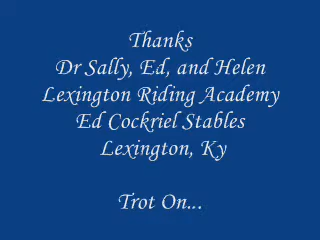 Thanks
Dr Sally, Ed, and Helen
Lexington Riding Academy
Ed Cockriel Stables
Lexington, Ky
Trot On...